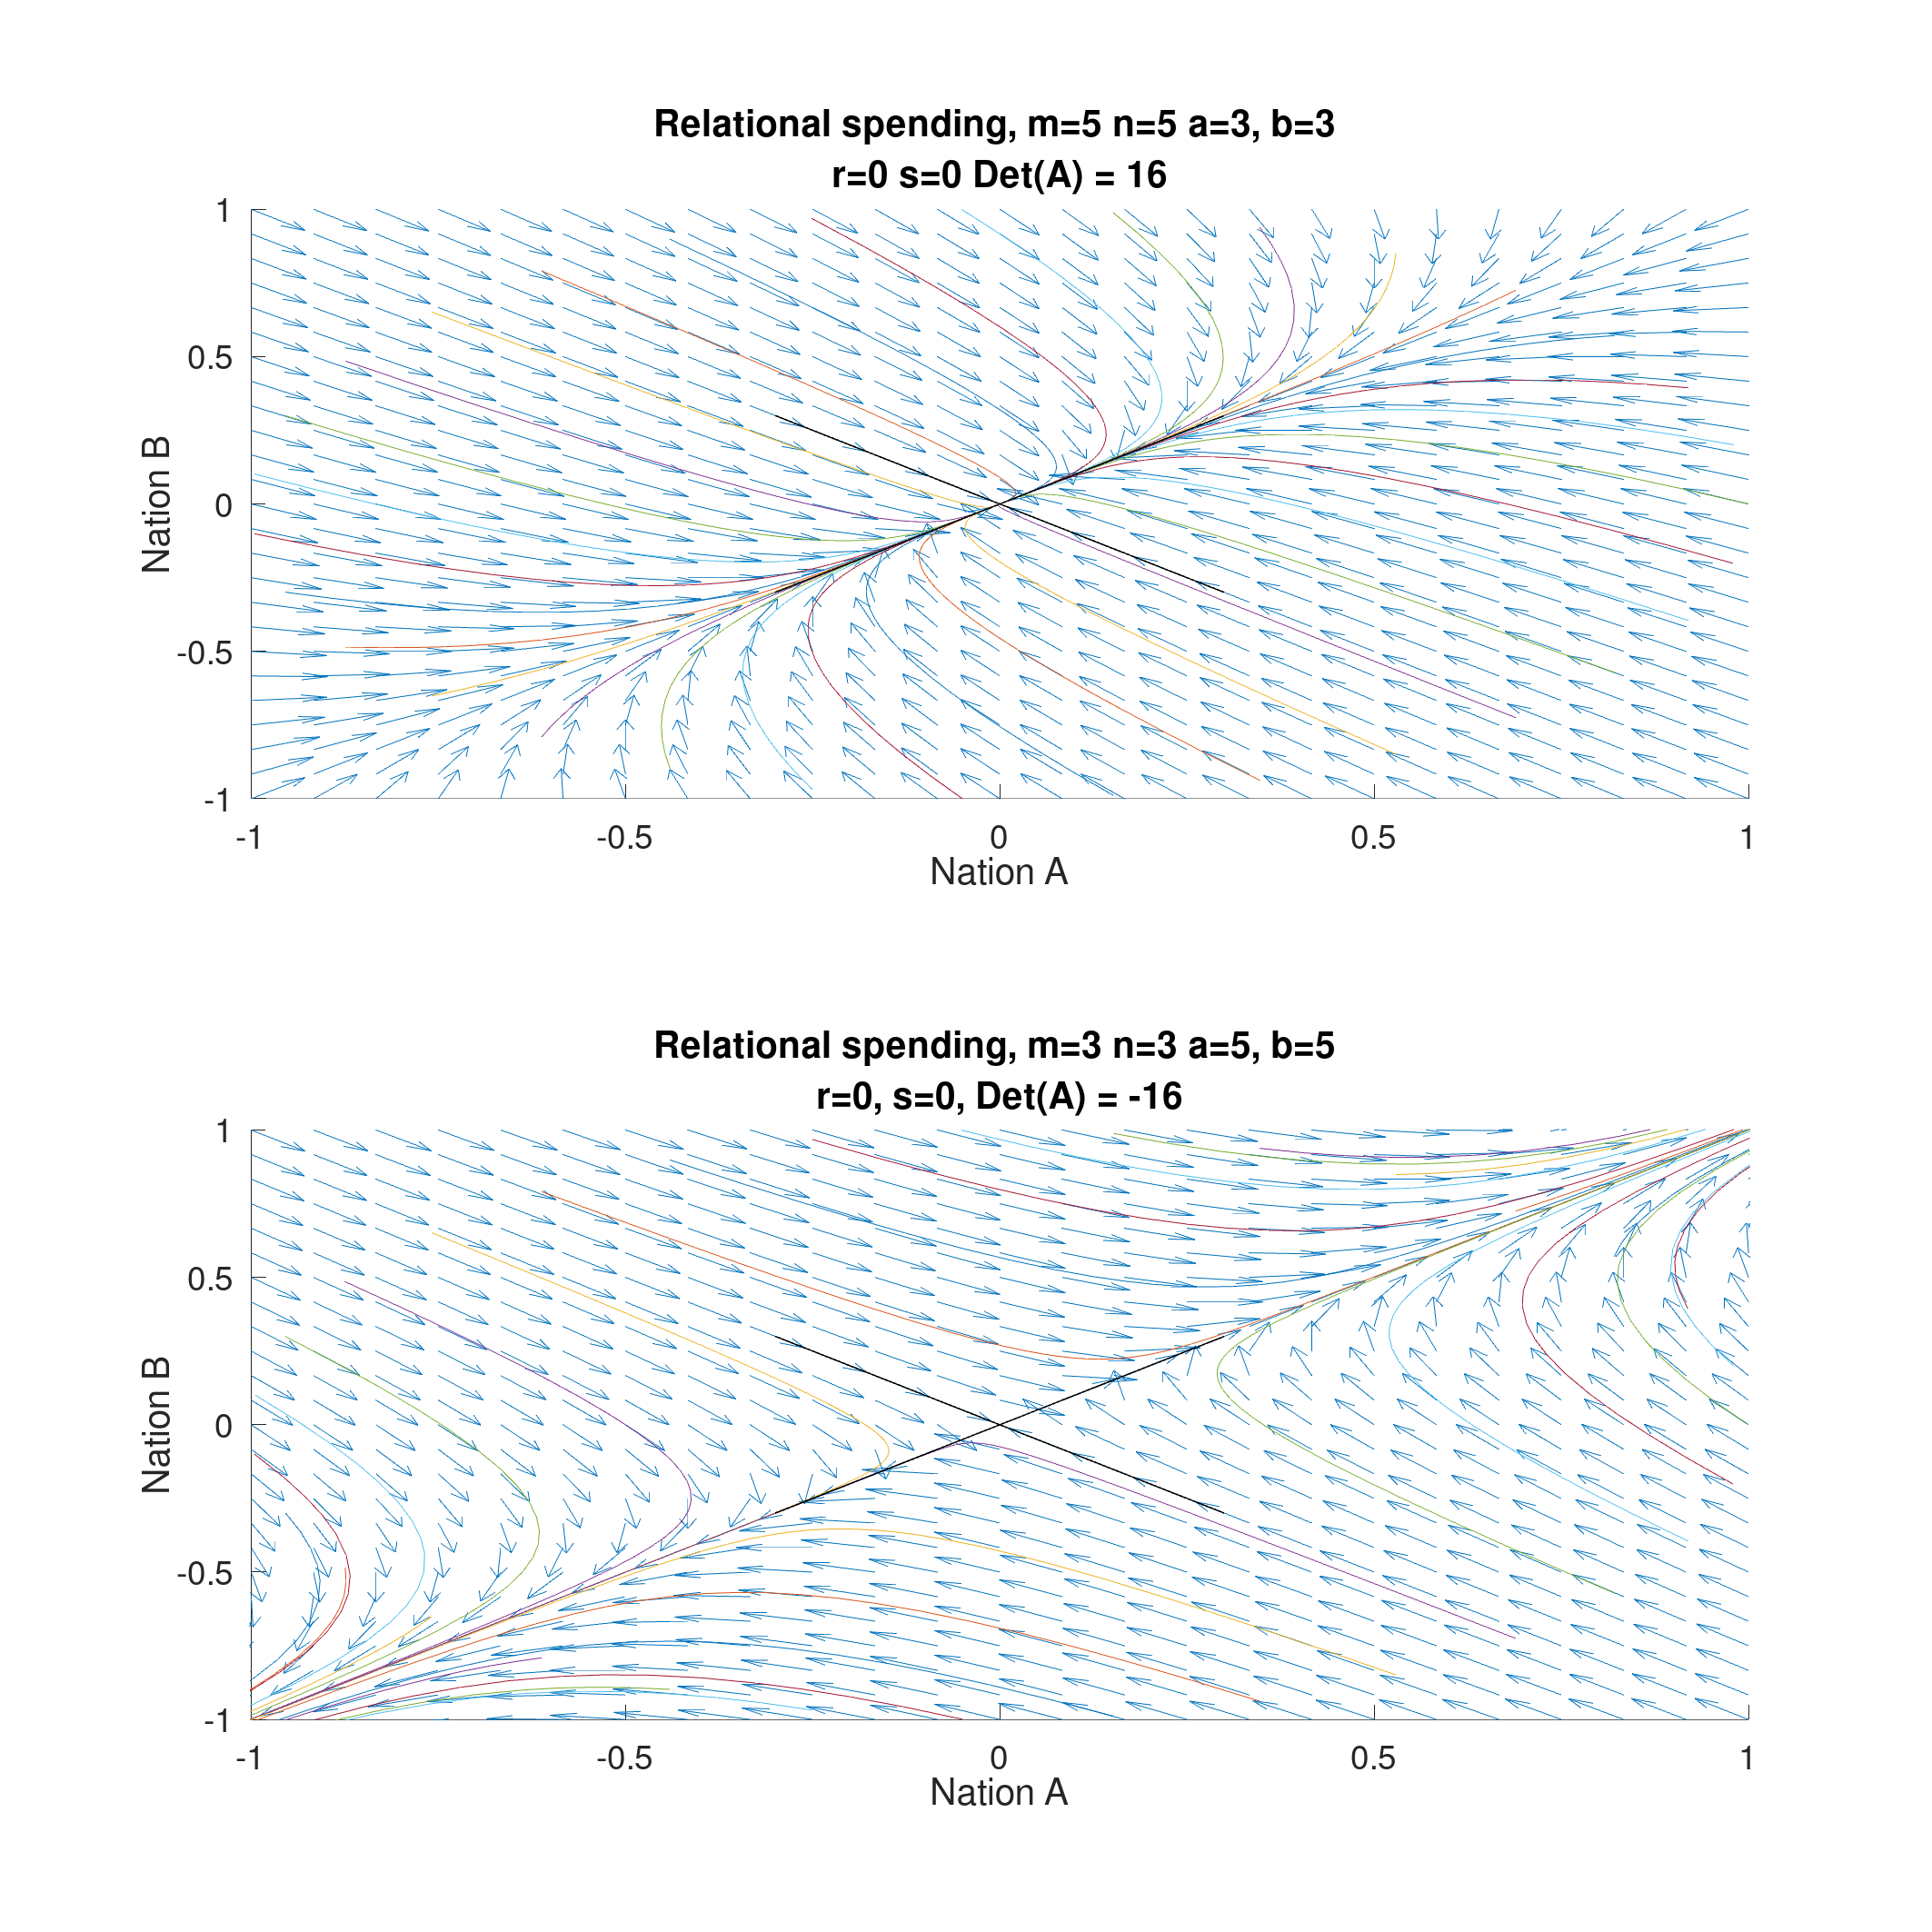 Relational spending, m=5 n=5 a=3, b=3
r=0 s=0 Det(A) = 16
1
0.5
0
-0.5
-1
Nation B
-1
-0.5
0
0.5
1
Nation A
Relational spending, m=3 n=3 a=5, b=5
r=0, s=0, Det(A) = -16
1
0.5
0
-0.5
-1
Nation B
-1
-0.5
0
0.5
1
Nation A